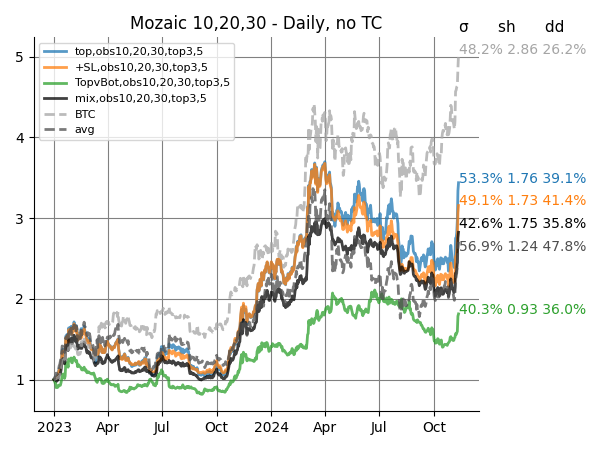 Mozaic 10,20,30 - Daily, no TC
σ sh dd
top,obs10,20,30,top3,5
+SL,obs10,20,30,top3,5
TopvBot,obs10,20,30,top3,5
mix,obs10,20,30,top3,5
BTC
avg
48.2% 2.86 26.2%
53.3% 1.76 39.1%
49.1% 1.73 41.4%
42.6% 1.75 35.8%
56.9% 1.24 47.8%
40.3% 0.93 36.0%
5
4
3
2
1
2023 Apr Jul Oct 2024 Apr Jul Oct